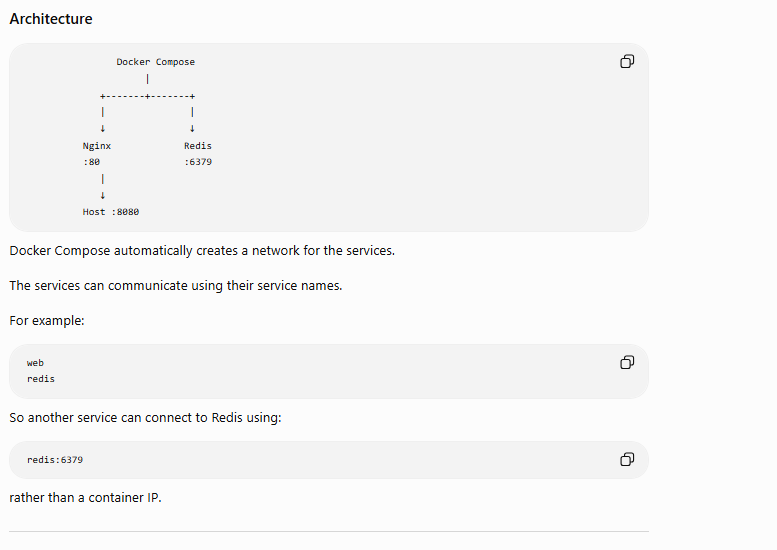 Architecture
Docker Compose
|
+-------+-------+
|               |
↓               ↓
Nginx             Redis
:80               :6379
|
↓
Host :8080
Docker Compose automatically creates a network for the services.
The services can communicate using their service names.
For example:
web
redis
So another service can connect to Redis using:
redis:6379
rather than a container IP.